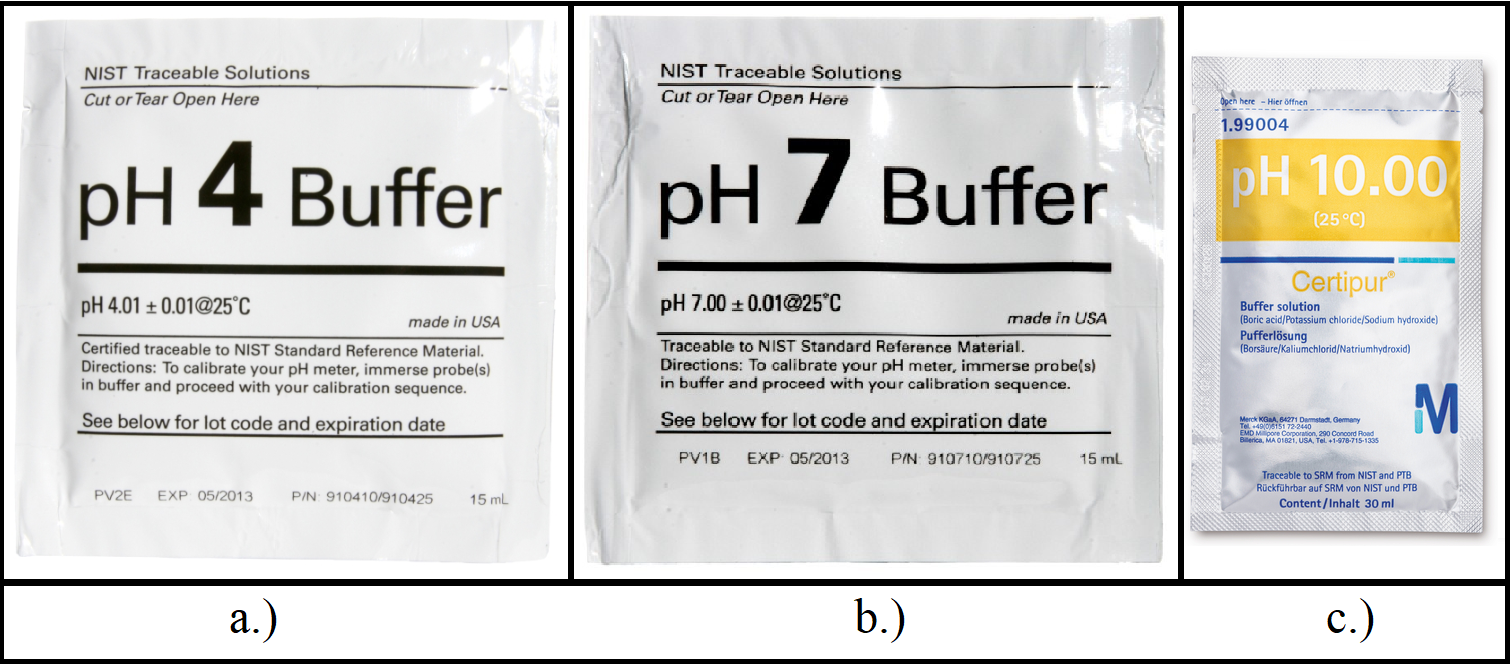 NIST Traceable Solutions
Cut or Tear Open Here
pH 4 Buffer
pH 4.01 ± 0.01@25°C
made in USA
Certified traceable to NIST Standard Reference Material.
Directions: To calibrate your pH meter, immerse probe(s)
in buffer and proceed with your calibration sequence.
See below for lot code and expiration date
PV2E EXP: 05/2013 P/N: 910410/910425 15 mL
a.)
NIST Traceable Solutions
Cut or Tear Open Here
pH 7 Buffer
pH 7.00 ± 0.01@25°C
made in USA
Traceable to NIST Standard Reference Material.
Directions: To calibrate your pH meter, immerse probe(s)
in buffer and proceed with your calibration sequence.
See below for lot code and expiration date
PV1B EXP: 05/2013 P/N: 910710/910725 15 mL
b.)
Open here – Hier öffnen
1.99004
pH 10.00
(25 °C)
Certipur®
Buffer solution
(Boric acid/Potassium chloride/Sodium hydroxide)
Pufferlösung
(Borsäure/Kaliumchlorid/Natriumhydroxid)
M
Merck KGaA, 64271 Darmstadt, Germany
Tel. +49(0)6151 72-2440
EMD Millipore Corporation, 290 Concord Road
Billerica, MA 01821, USA, Tel. +1-978-715-1335
Traceable to SRM from NIST and PTB
Rückführbar auf SRM von NIST und PTB
Content/Inhalt 30 ml
c.)